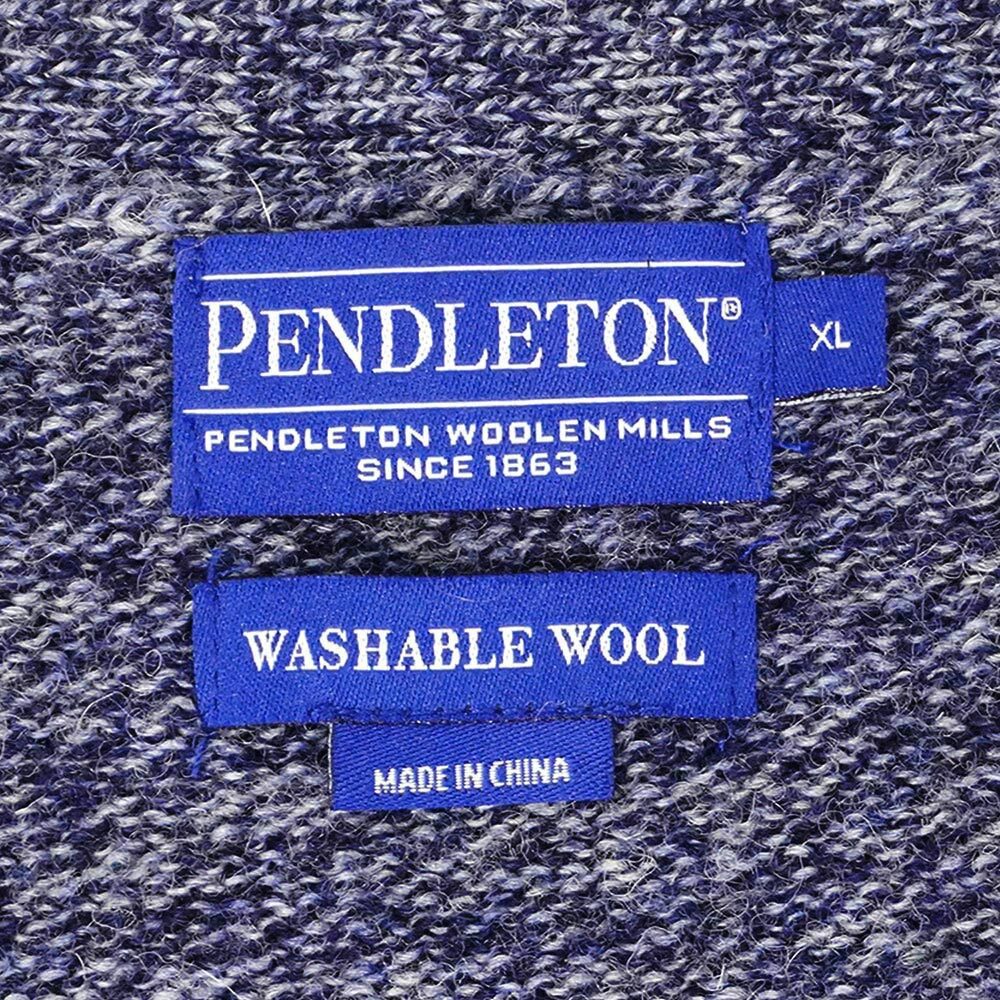 PENDLETON®
XL
PENDLETON WOOLEN MILLS
SINCE 1863
WASHABLE WOOL
MADE IN CHINA